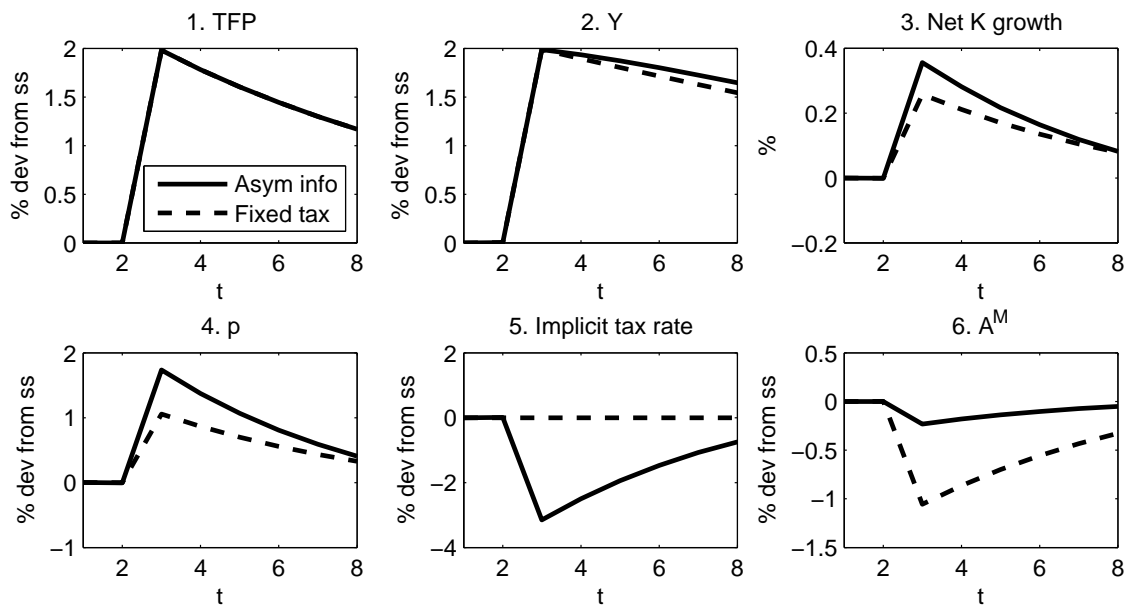 1. TFP
% dev from ss
2
1.5
1
0.5
0
Asym info
Fixed tax
2 4 6 8
t
2. Y
% dev from ss
2
1.5
1
0.5
0
2 4 6 8
t
3. Net K growth
%
0.4
0.2
0
−0.2
2 4 6 8
t
4. p
% dev from ss
2
1
0
−1
2 4 6 8
t
5. Implicit tax rate
% dev from ss
2
0
−2
−4
2 4 6 8
t
6. A^M
% dev from ss
0.5
0
−0.5
−1
−1.5
2 4 6 8
t